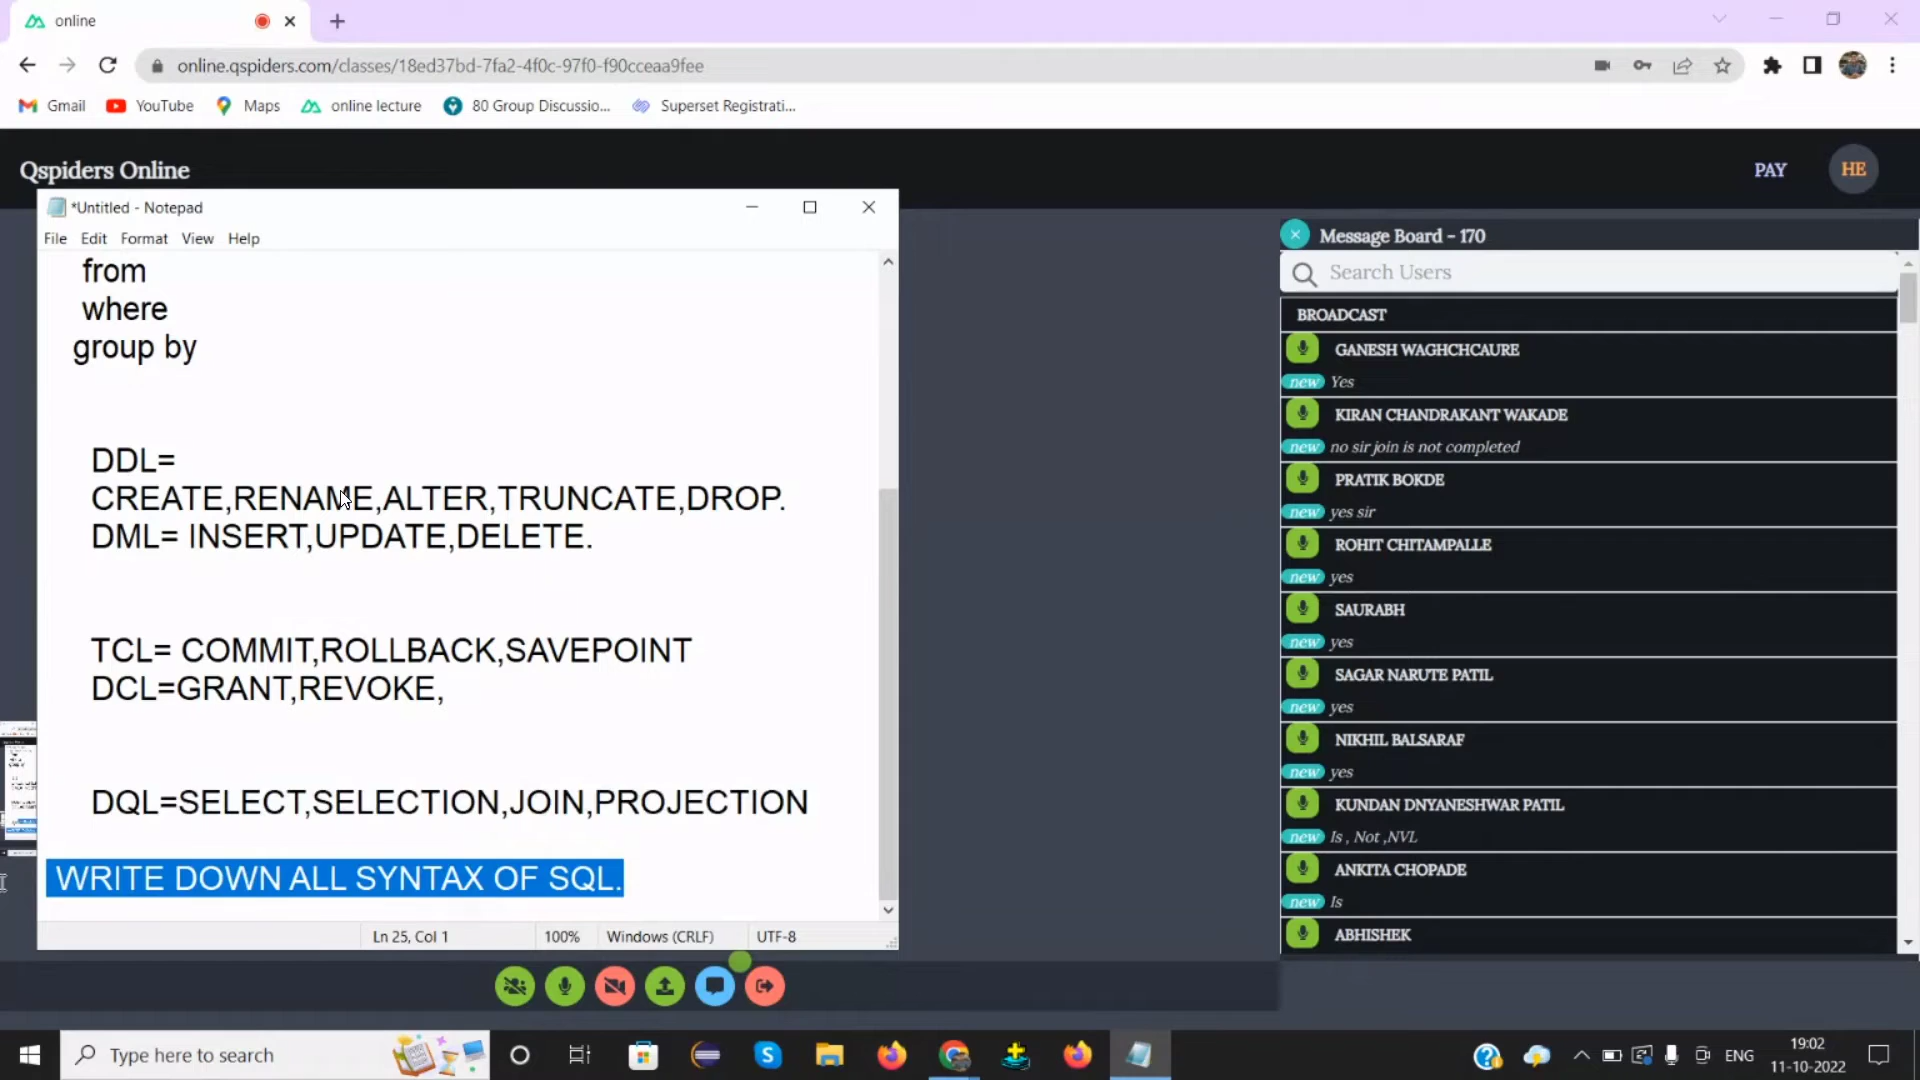 online
online.qspiders.com/classes/18ed37bd-7fa2-4f0c-97f0-f90cceaa9fee
Gmail YouTube Maps online lecture 80 Group Discussio... Superset Registrati...
Qspiders Online
PAY HE
*Untitled - Notepad
File Edit Format View Help
from
where
group by
DDL=
CREATE,RENAME,ALTER,TRUNCATE,DROP.
DML= INSERT,UPDATE,DELETE.
TCL= COMMIT,ROLLBACK,SAVEPOINT
DCL=GRANT,REVOKE,
DQL=SELECT,SELECTION,JOIN,PROJECTION
WRITE DOWN ALL SYNTAX OF SQL.
Ln 25, Col 1 100% Windows (CRLF) UTF-8
Message Board - 170
Search Users
BROADCAST
GANESH WAGHCHCAURE
new Yes
KIRAN CHANDRAKANT WAKADE
new no sir join is not completed
PRATIK BOKDE
new yes sir
ROHIT CHITAMPALLE
new yes
SAURABH
new yes
SAGAR NARUTE PATIL
new yes
NIKHIL BALSARAF
new yes
KUNDAN DNYANESHWAR PATIL
new Is , Not ,NVL
ANKITA CHOPADE
new Is
ABHISHEK
Type here to search
ENG
19:02
11-10-2022